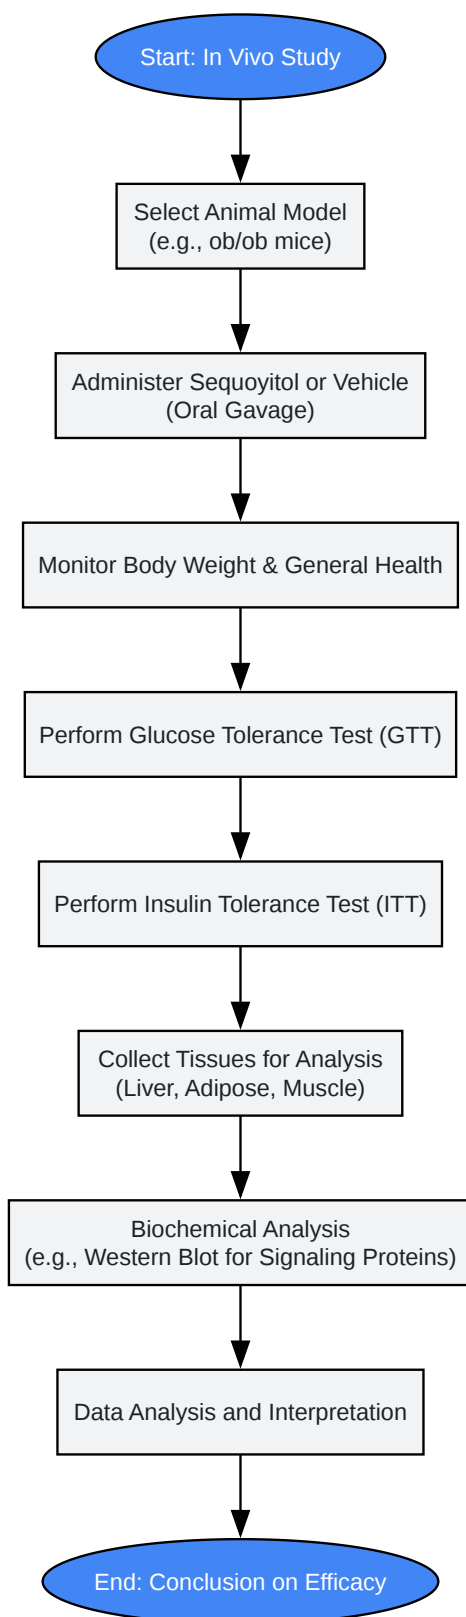 Start: In Vivo Study
Select Animal Model
(e.g., ob/ob mice)
Administer Sequoyitol or Vehicle
(Oral Gavage)
Monitor Body Weight & General Health
Perform Glucose Tolerance Test (GTT)
Perform Insulin Tolerance Test (ITT)
Collect Tissues for Analysis
(Liver, Adipose, Muscle)
Biochemical Analysis
(e.g., Western Blot for Signaling Proteins)
Data Analysis and Interpretation
End: Conclusion on Efficacy